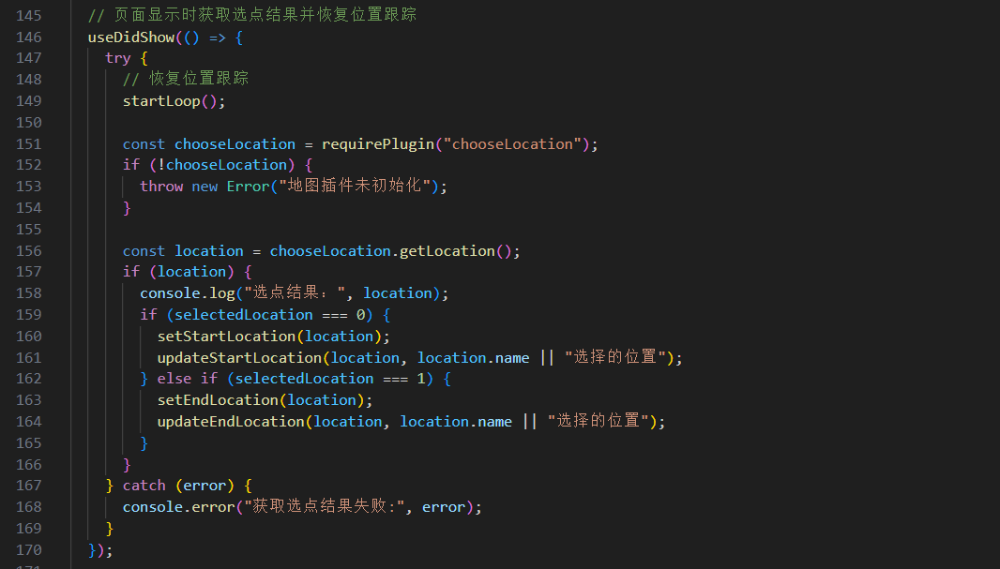 145 // 页面显示时获取选点结果并恢复位置跟踪
146 useDidShow(() => {
147 try {
148 // 恢复位置跟踪
149 startLoop();
150
151 const chooseLocation = requirePlugin("chooseLocation");
152 if (!chooseLocation) {
153 throw new Error("地图插件未初始化");
154 }
155
156 const location = chooseLocation.getLocation();
157 if (location) {
158 console.log("选点结果：", location);
159 if (selectedLocation === 0) {
160 setStartLocation(location);
161 updateStartLocation(location, location.name || "选择的位置");
162 } else if (selectedLocation === 1) {
163 setEndLocation(location);
164 updateEndLocation(location, location.name || "选择的位置");
165 }
166 }
167 } catch (error) {
168 console.error("获取选点结果失败:", error);
169 }
170 });